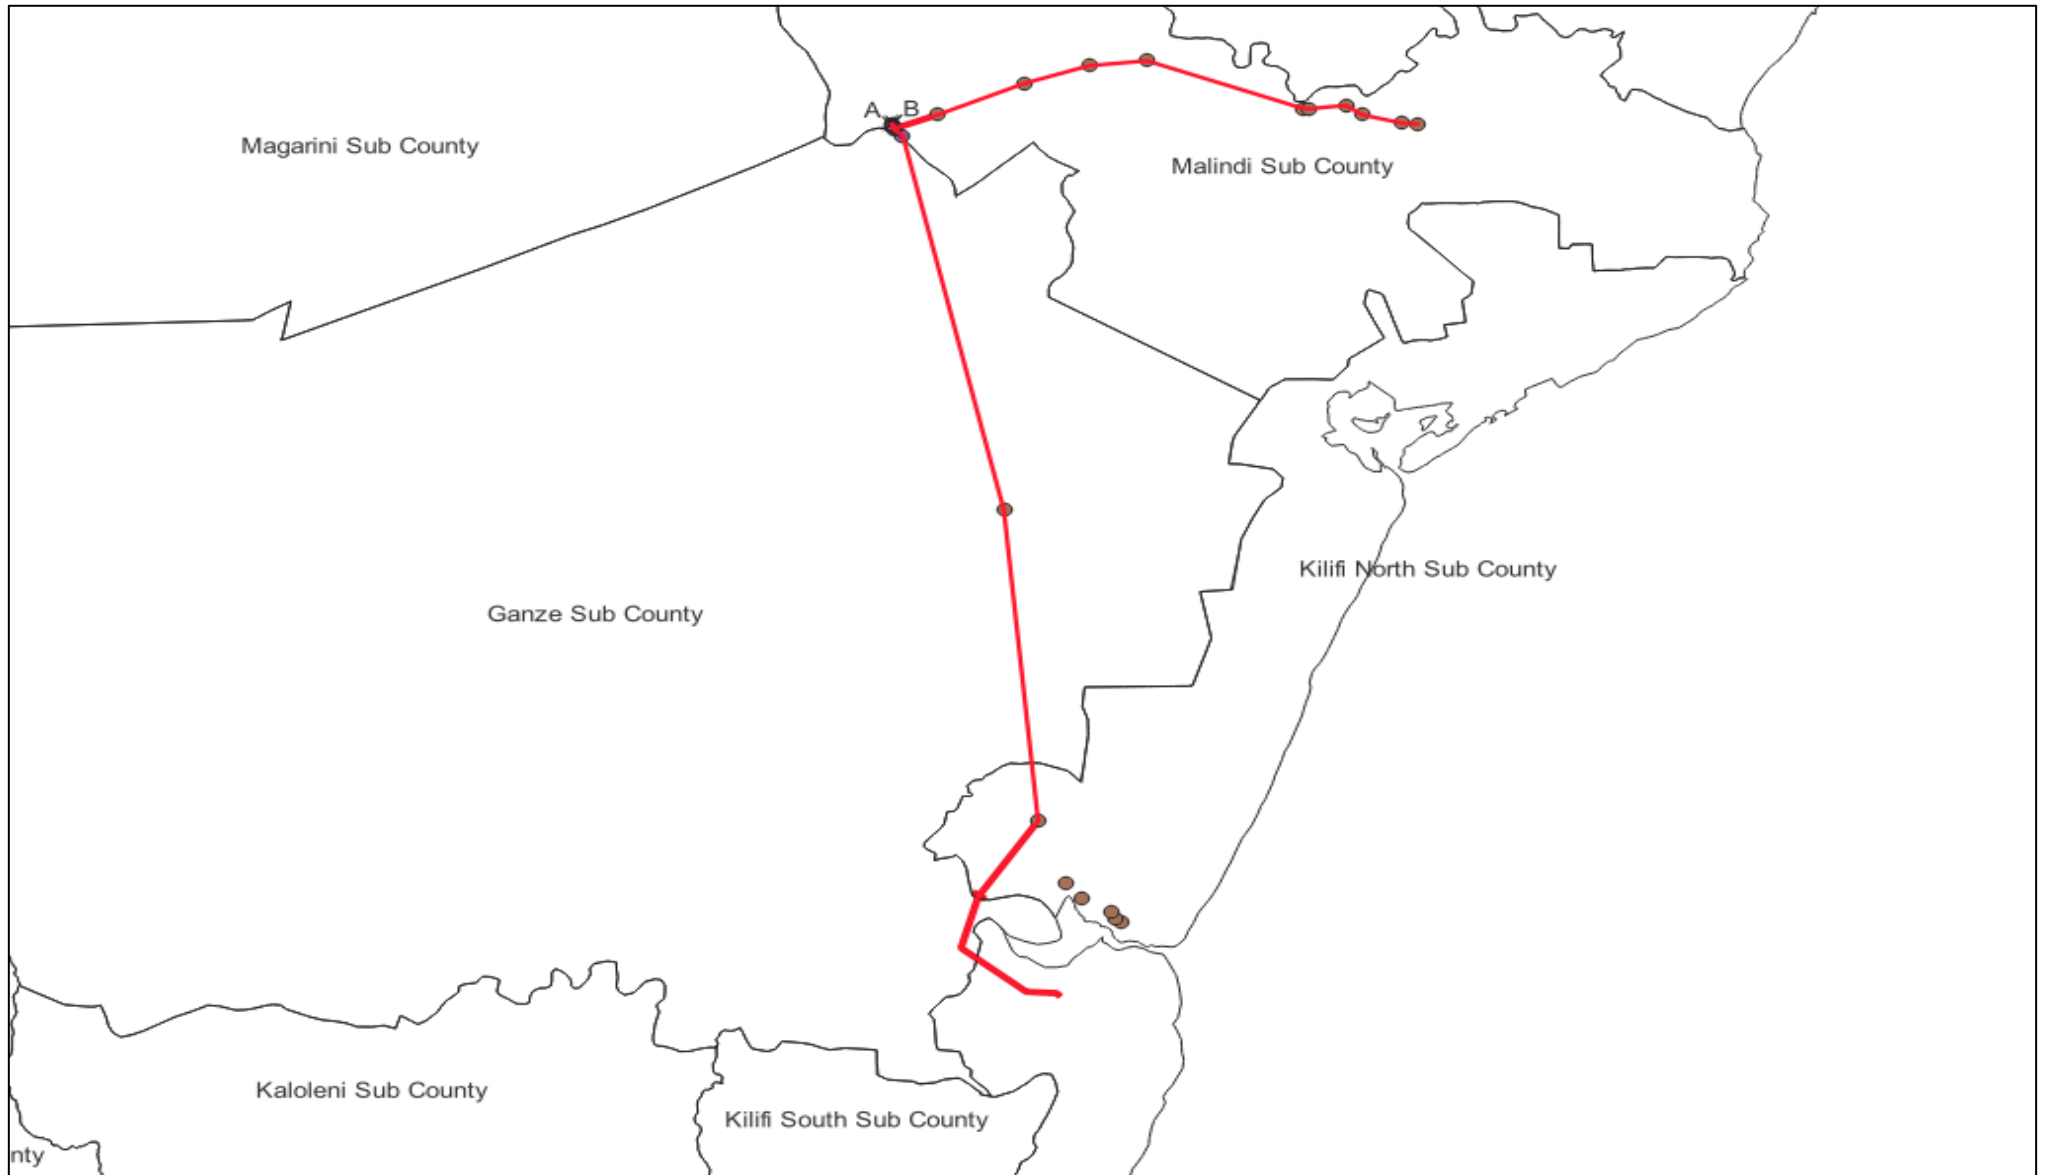 A B
Magarini Sub County
Malindi Sub County
Kilifi North Sub County
Ganze Sub County
Kaloleni Sub County
Kilifi South Sub County
nty